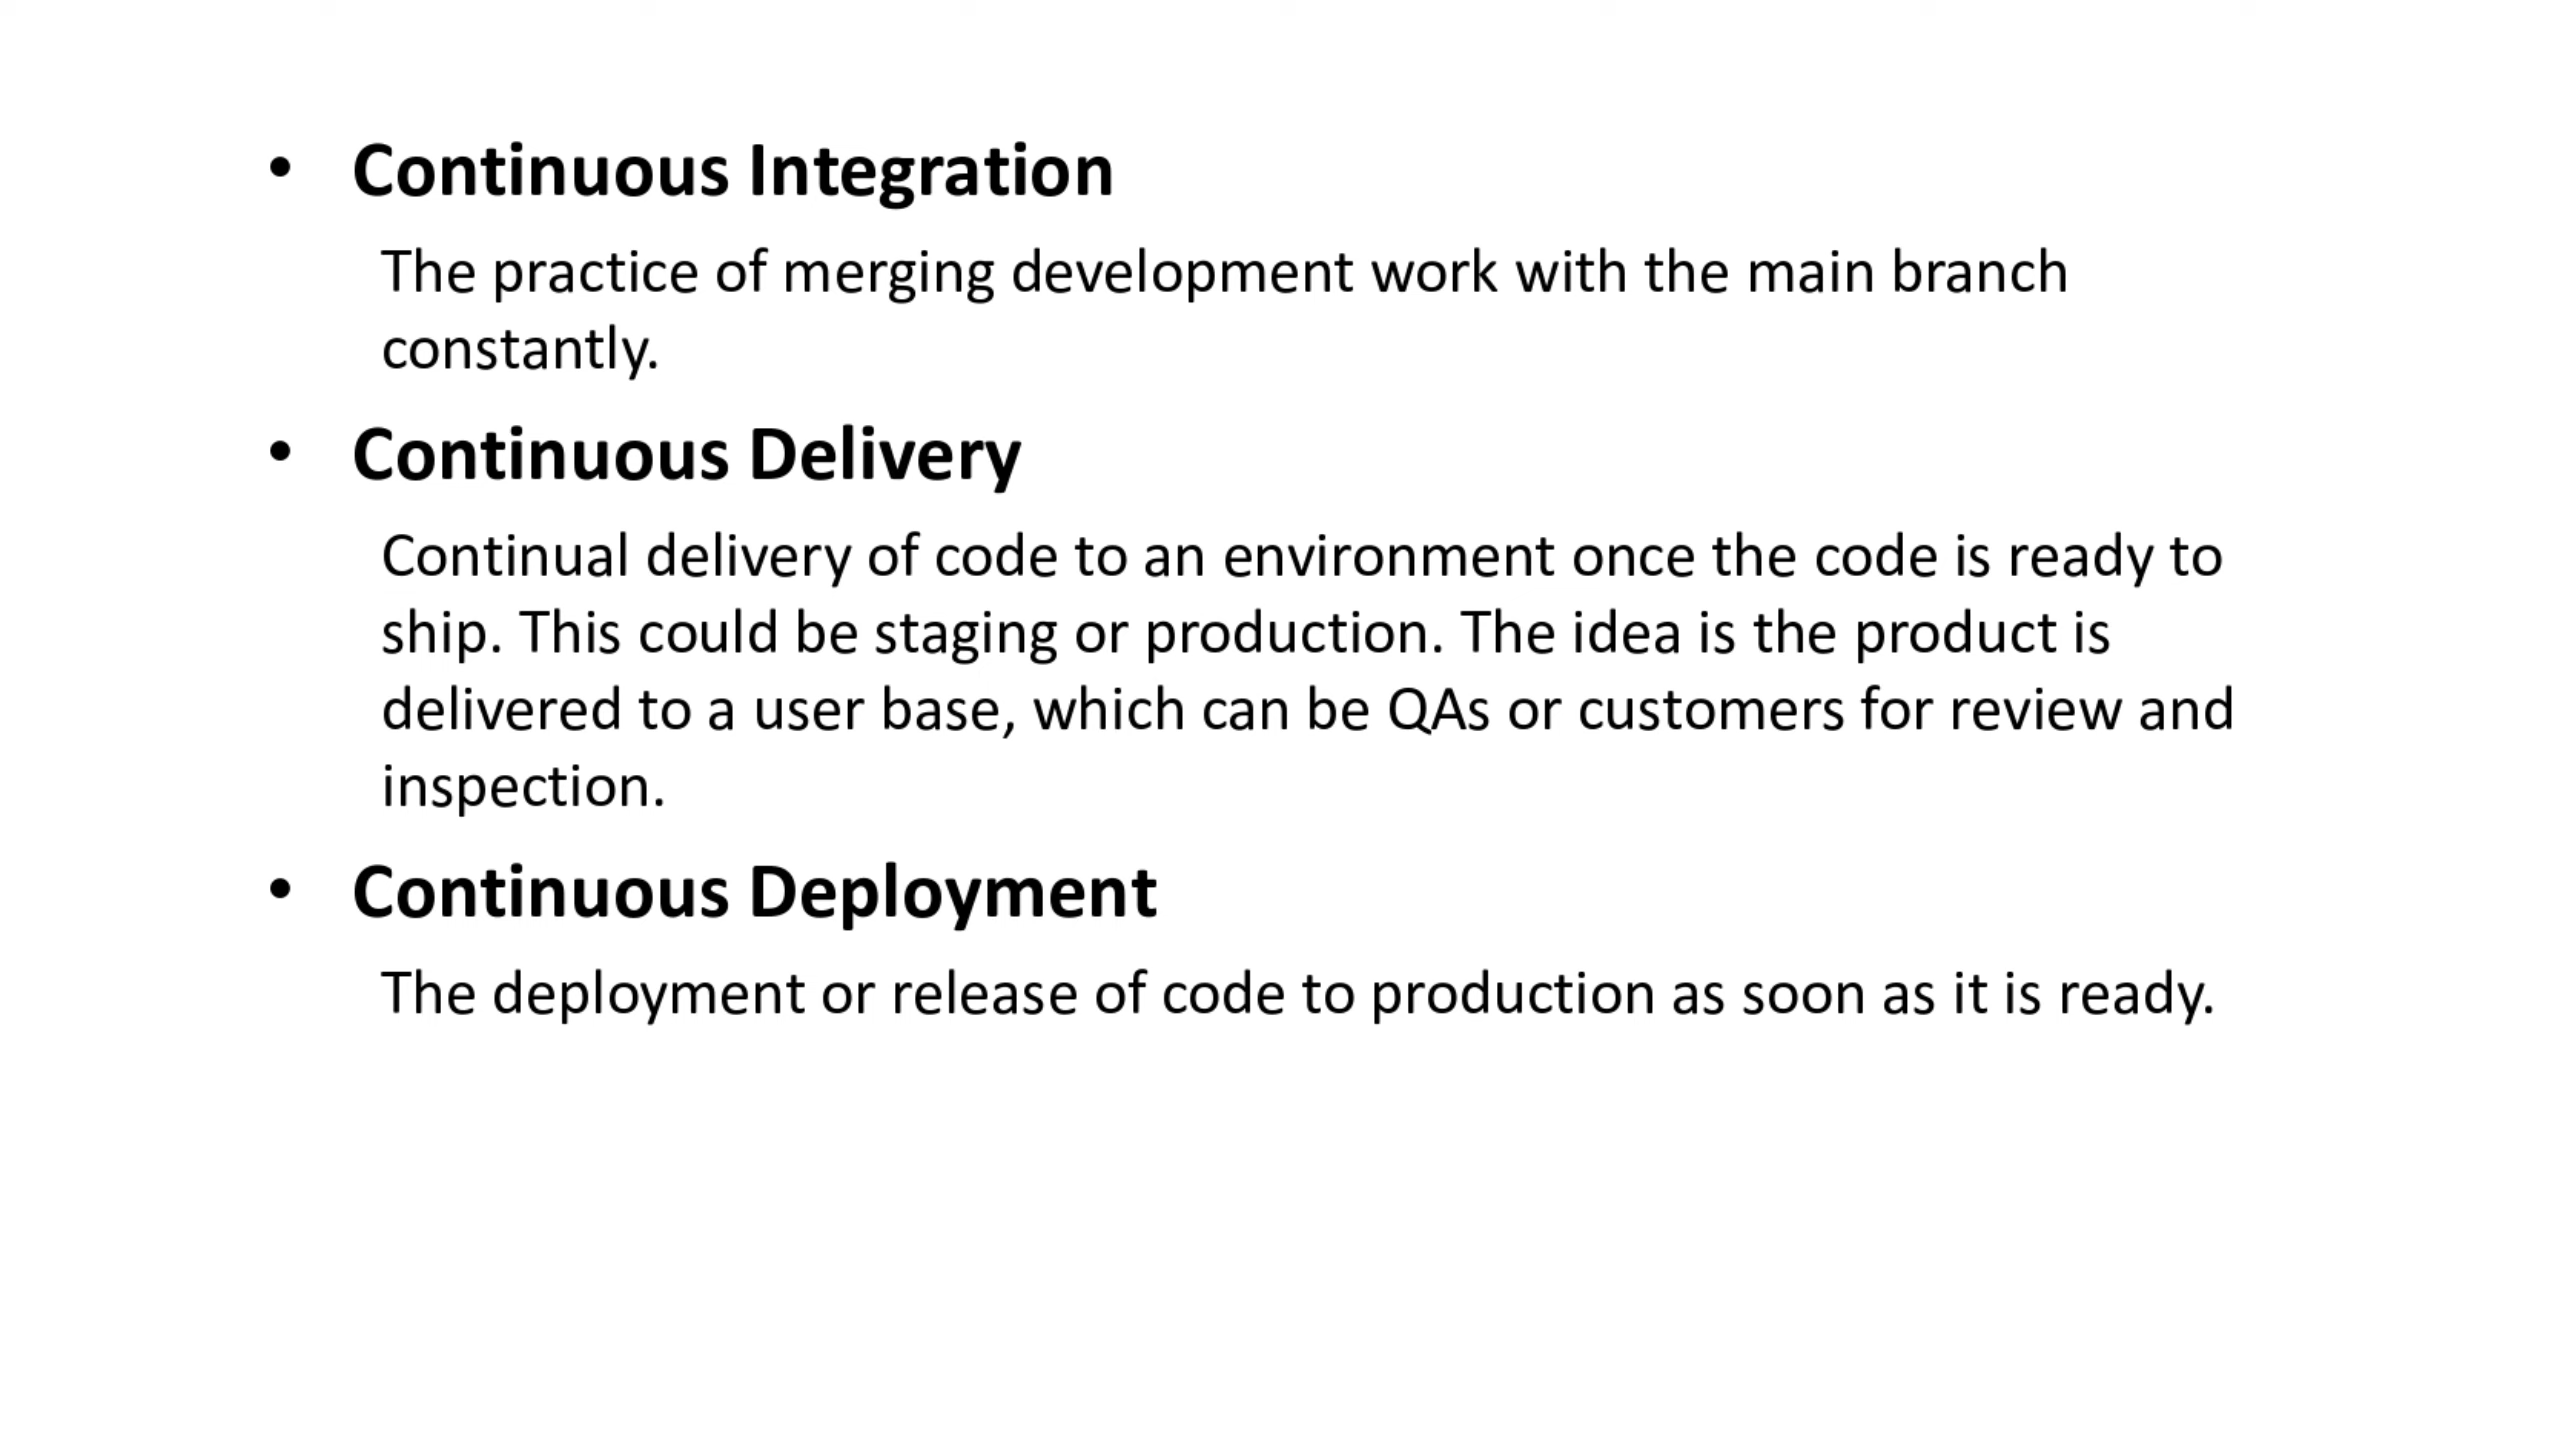 • Continuous Integration
The practice of merging development work with the main branch
constantly.
• Continuous Delivery
Continual delivery of code to an environment once the code is ready to
ship. This could be staging or production. The idea is the product is
delivered to a user base, which can be QAs or customers for review and
inspection.
• Continuous Deployment
The deployment or release of code to production as soon as it is ready.